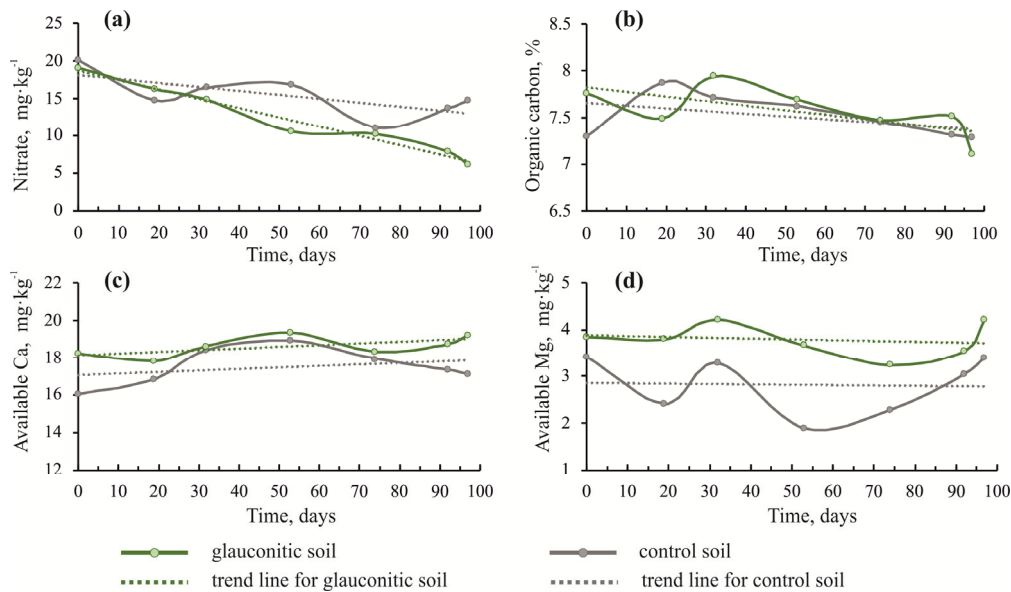 (a)
Nitrate, mg·kg⁻¹
25
20
15
10
5
0
0 10 20 30 40 50 60 70 80 90 100
Time, days
(b)
Organic carbon, %
8.5
8
7.5
7
6.5
0 10 20 30 40 50 60 70 80 90 100
Time, days
(c)
Available Ca, mg·kg⁻¹
22
20
18
16
14
12
0 10 20 30 40 50 60 70 80 90 100
Time, days
(d)
Available Mg, mg·kg⁻¹
5
4
3
2
1
0 10 20 30 40 50 60 70 80 90 100
Time, days
glauconitic soil
control soil
trend line for glauconitic soil
trend line for control soil